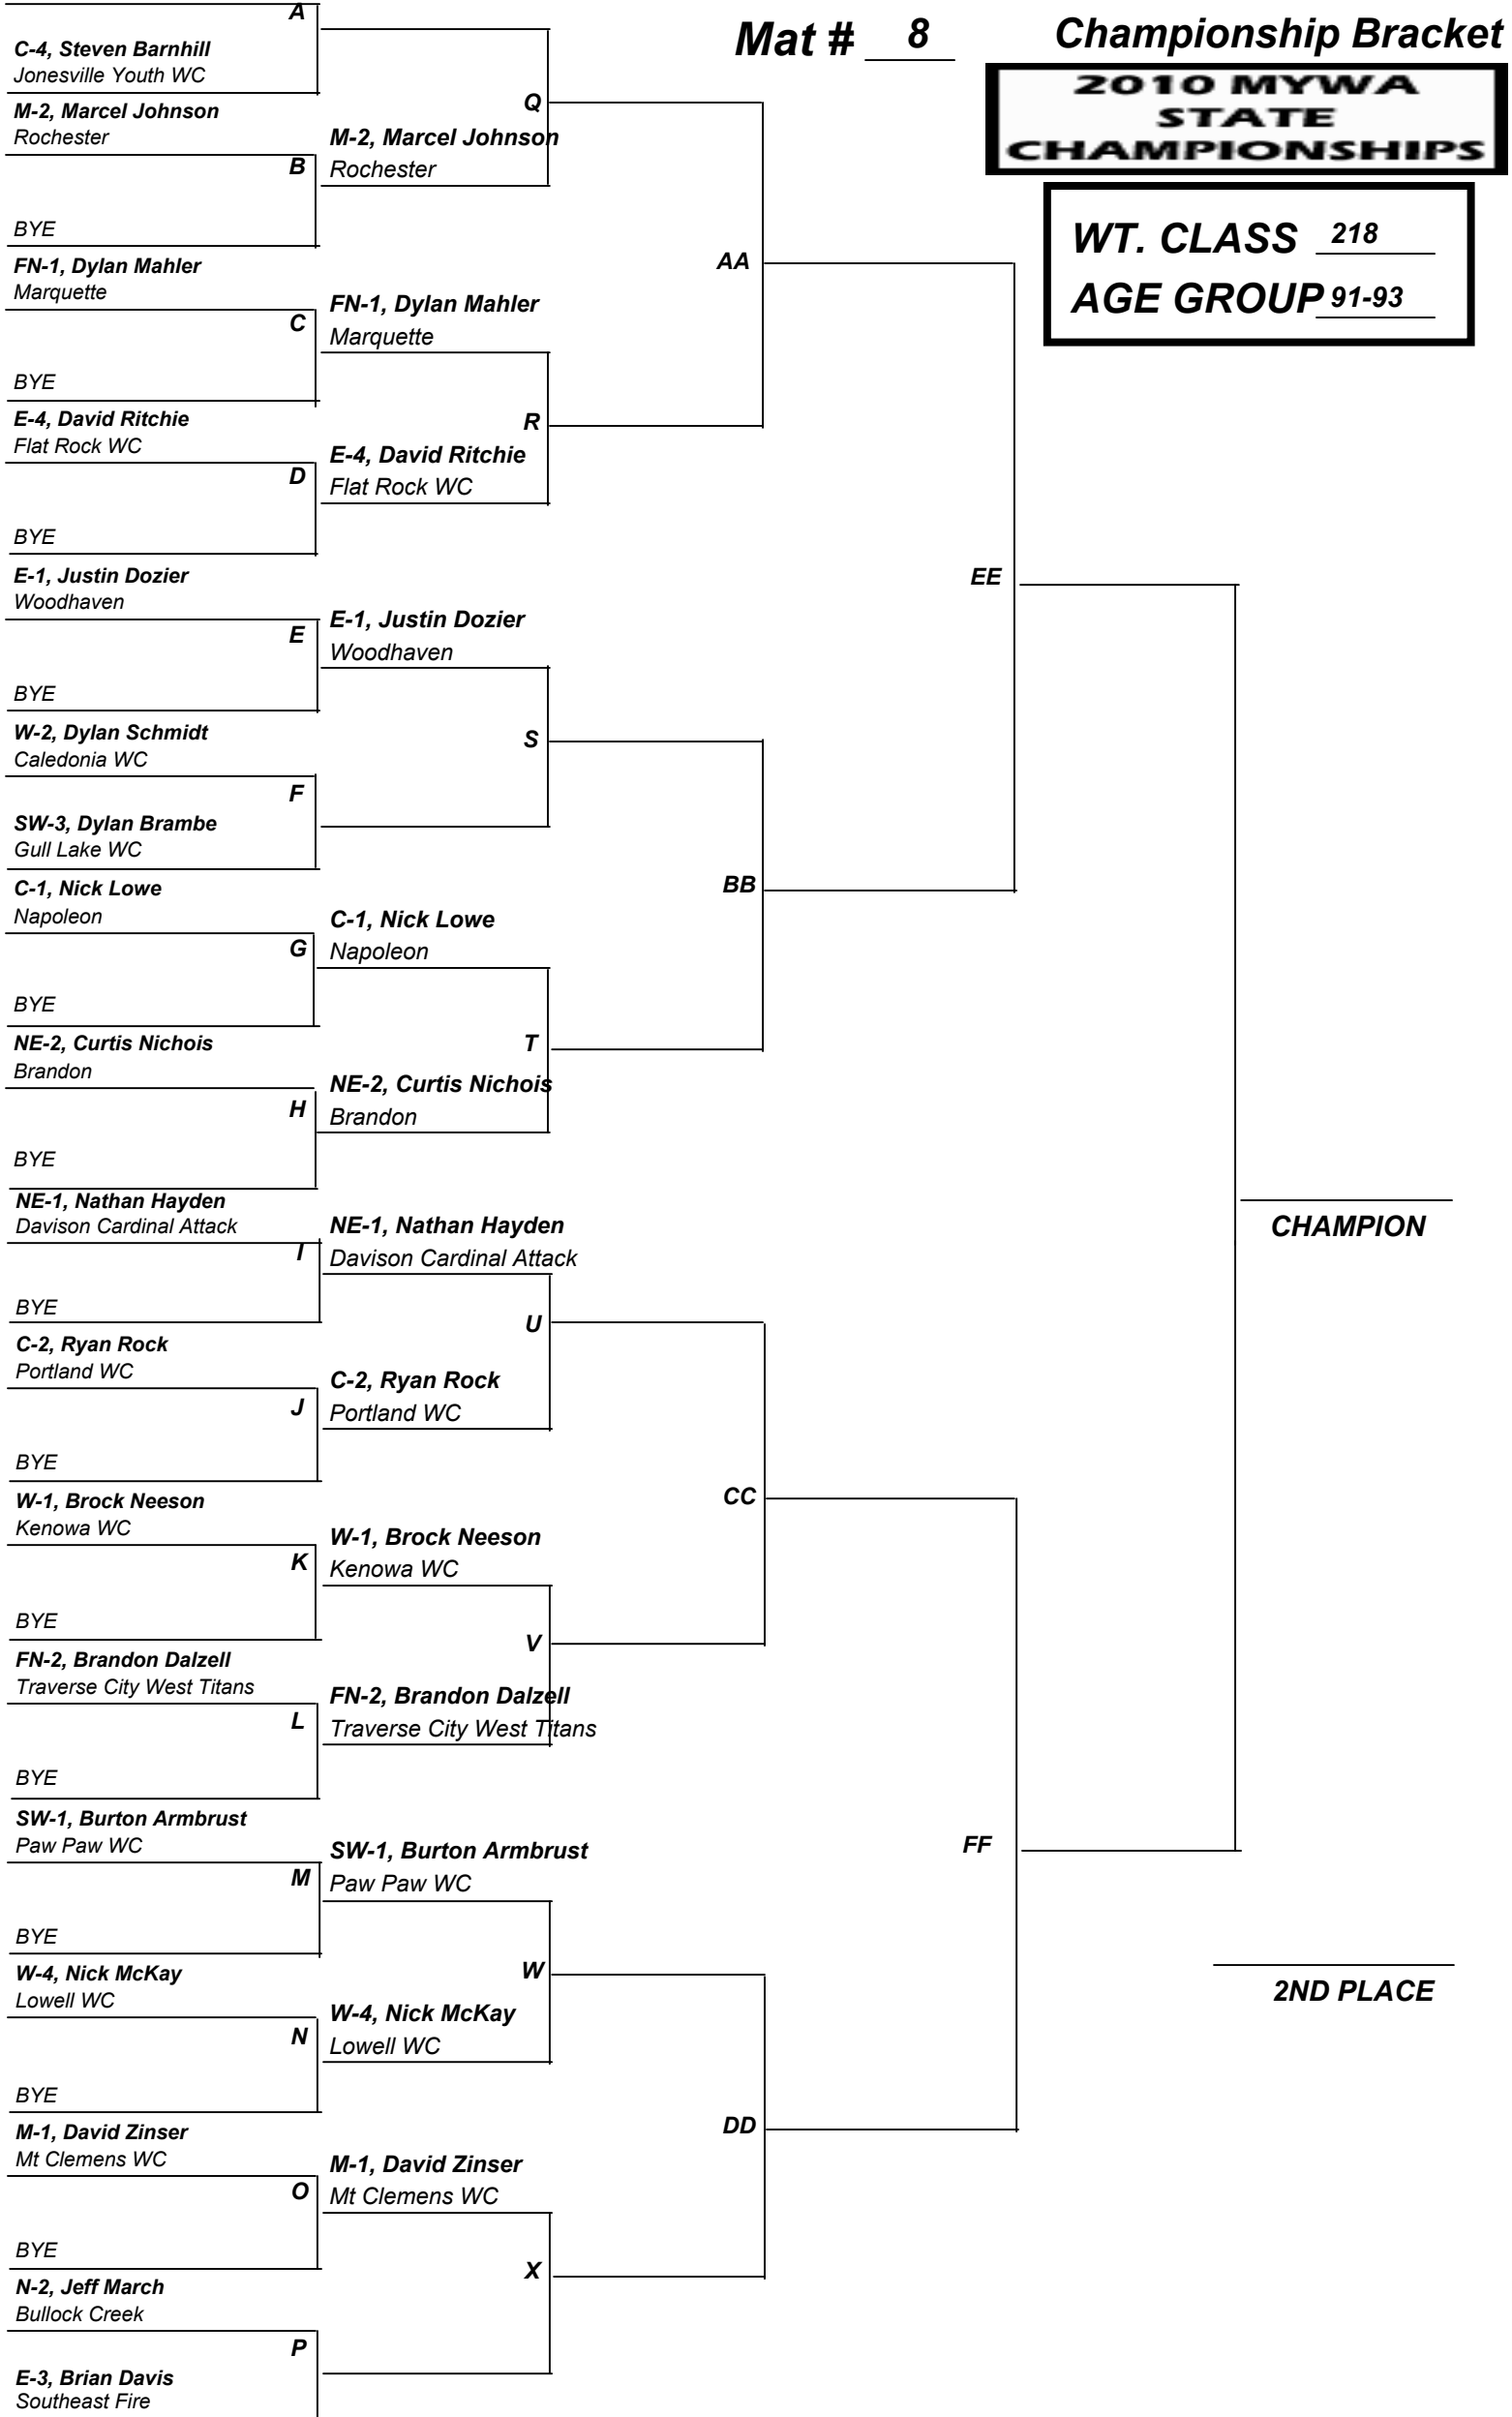 Mat # 8
Championship Bracket
2010 MYWA
STATE
CHAMPIONSHIPS
WT. CLASS 218
AGE GROUP 91-93
A
C-4, Steven Barnhill
Jonesville Youth WC
M-2, Marcel Johnson
Rochester
B
BYE
FN-1, Dylan Mahler
Marquette
C
BYE
E-4, David Ritchie
Flat Rock WC
D
BYE
E-1, Justin Dozier
Woodhaven
E
BYE
W-2, Dylan Schmidt
Caledonia WC
F
SW-3, Dylan Brambe
Gull Lake WC
C-1, Nick Lowe
Napoleon
G
BYE
NE-2, Curtis Nichois
Brandon
H
BYE
NE-1, Nathan Hayden
Davison Cardinal Attack
I
BYE
C-2, Ryan Rock
Portland WC
J
BYE
W-1, Brock Neeson
Kenowa WC
K
BYE
FN-2, Brandon Dalzell
Traverse City West Titans
L
BYE
SW-1, Burton Armbrust
Paw Paw WC
M
BYE
W-4, Nick McKay
Lowell WC
N
BYE
M-1, David Zinser
Mt Clemens WC
O
BYE
N-2, Jeff March
Bullock Creek
P
E-3, Brian Davis
Southeast Fire
Q
M-2, Marcel Johnson
Rochester
FN-1, Dylan Mahler
Marquette
R
E-4, David Ritchie
Flat Rock WC
E-1, Justin Dozier
Woodhaven
S
C-1, Nick Lowe
Napoleon
T
NE-2, Curtis Nichois
Brandon
NE-1, Nathan Hayden
Davison Cardinal Attack
U
C-2, Ryan Rock
Portland WC
W-1, Brock Neeson
Kenowa WC
V
FN-2, Brandon Dalzell
Traverse City West Titans
SW-1, Burton Armbrust
Paw Paw WC
W
W-4, Nick McKay
Lowell WC
M-1, David Zinser
Mt Clemens WC
X
AA
BB
CC
DD
EE
FF
CHAMPION
2ND PLACE